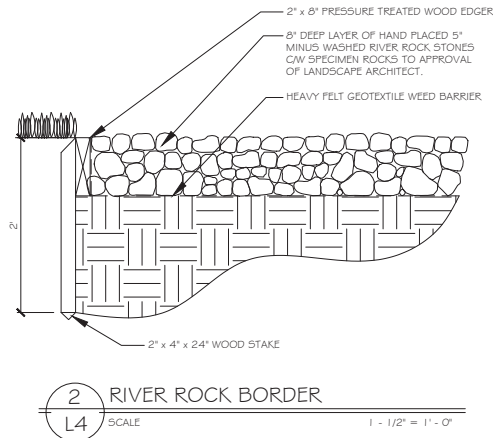 2" x 8" PRESSURE TREATED WOOD EDGER
8" DEEP LAYER OF HAND PLACED 5"
MINUS WASHED RIVER ROCK STONES
C/W SPECIMEN ROCKS TO APPROVAL
OF LANDSCAPE ARCHITECT.
HEAVY FELT GEOTEXTILE WEED BARRIER
2'
2" x 4" x 24" WOOD STAKE
2 RIVER ROCK BORDER
L4 SCALE 1 - 1/2" = 1' - 0"